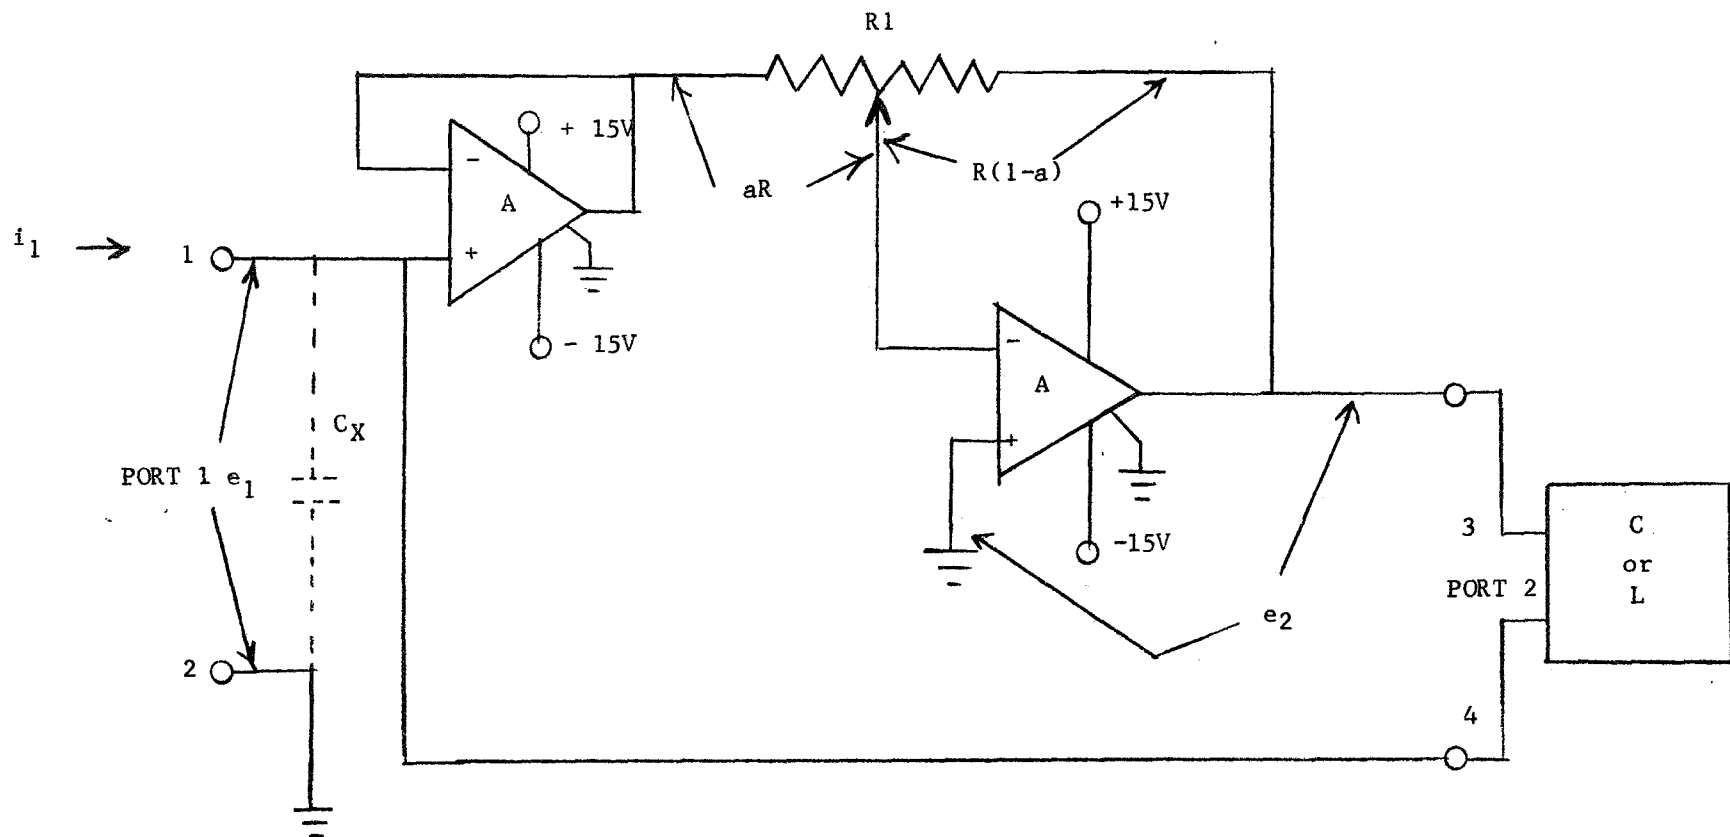 R1
+ 15V
-
A
aR
R(1-a)
+15V
i1
1
+
- 15V
-
A
CX
+
PORT 1 e1
-15V
3
C
or
L
PORT 2
e2
2
4